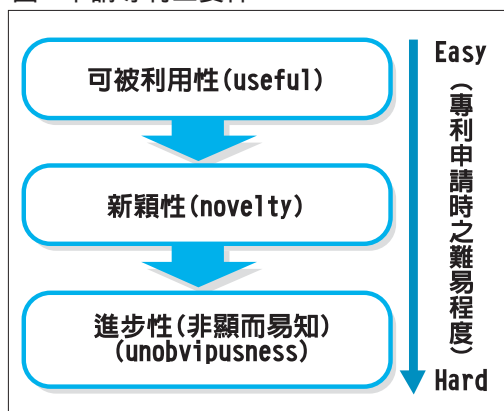 可被利用性(useful)
新穎性(novelty)
進步性(非顯而易知)
(unobvipusness)
Easy
(專利申請時之難易程度)
Hard